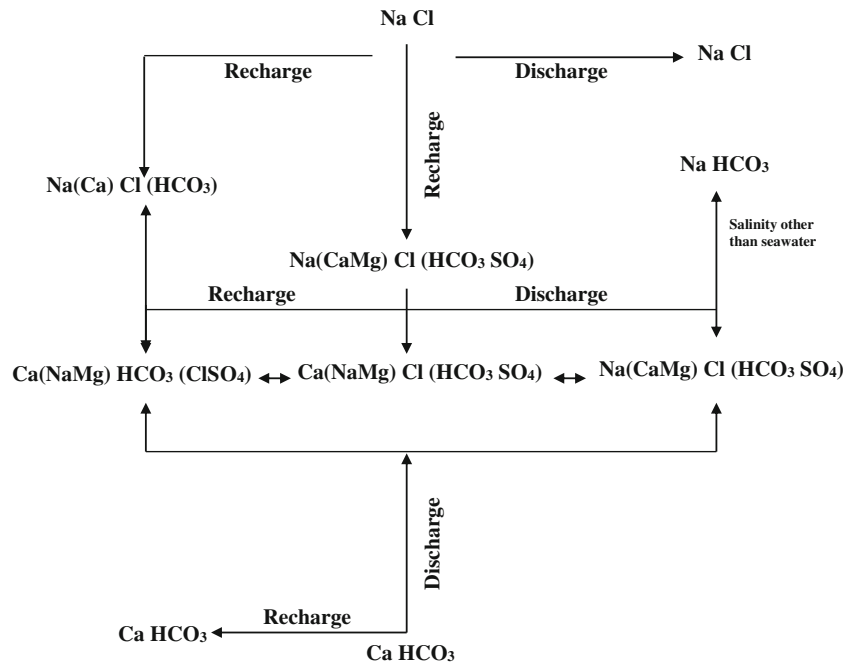 Na Cl
Na Cl
Recharge
Discharge
Recharge
Na HCO₃
Na(Ca) Cl (HCO₃)
Salinity other
than seawater
Na(CaMg) Cl (HCO₃ SO₄)
Recharge
Discharge
Ca(NaMg) HCO₃ (ClSO₄)
Ca(NaMg) Cl (HCO₃ SO₄)
Na(CaMg) Cl (HCO₃ SO₄)
Discharge
Recharge
Ca HCO₃
Ca HCO₃